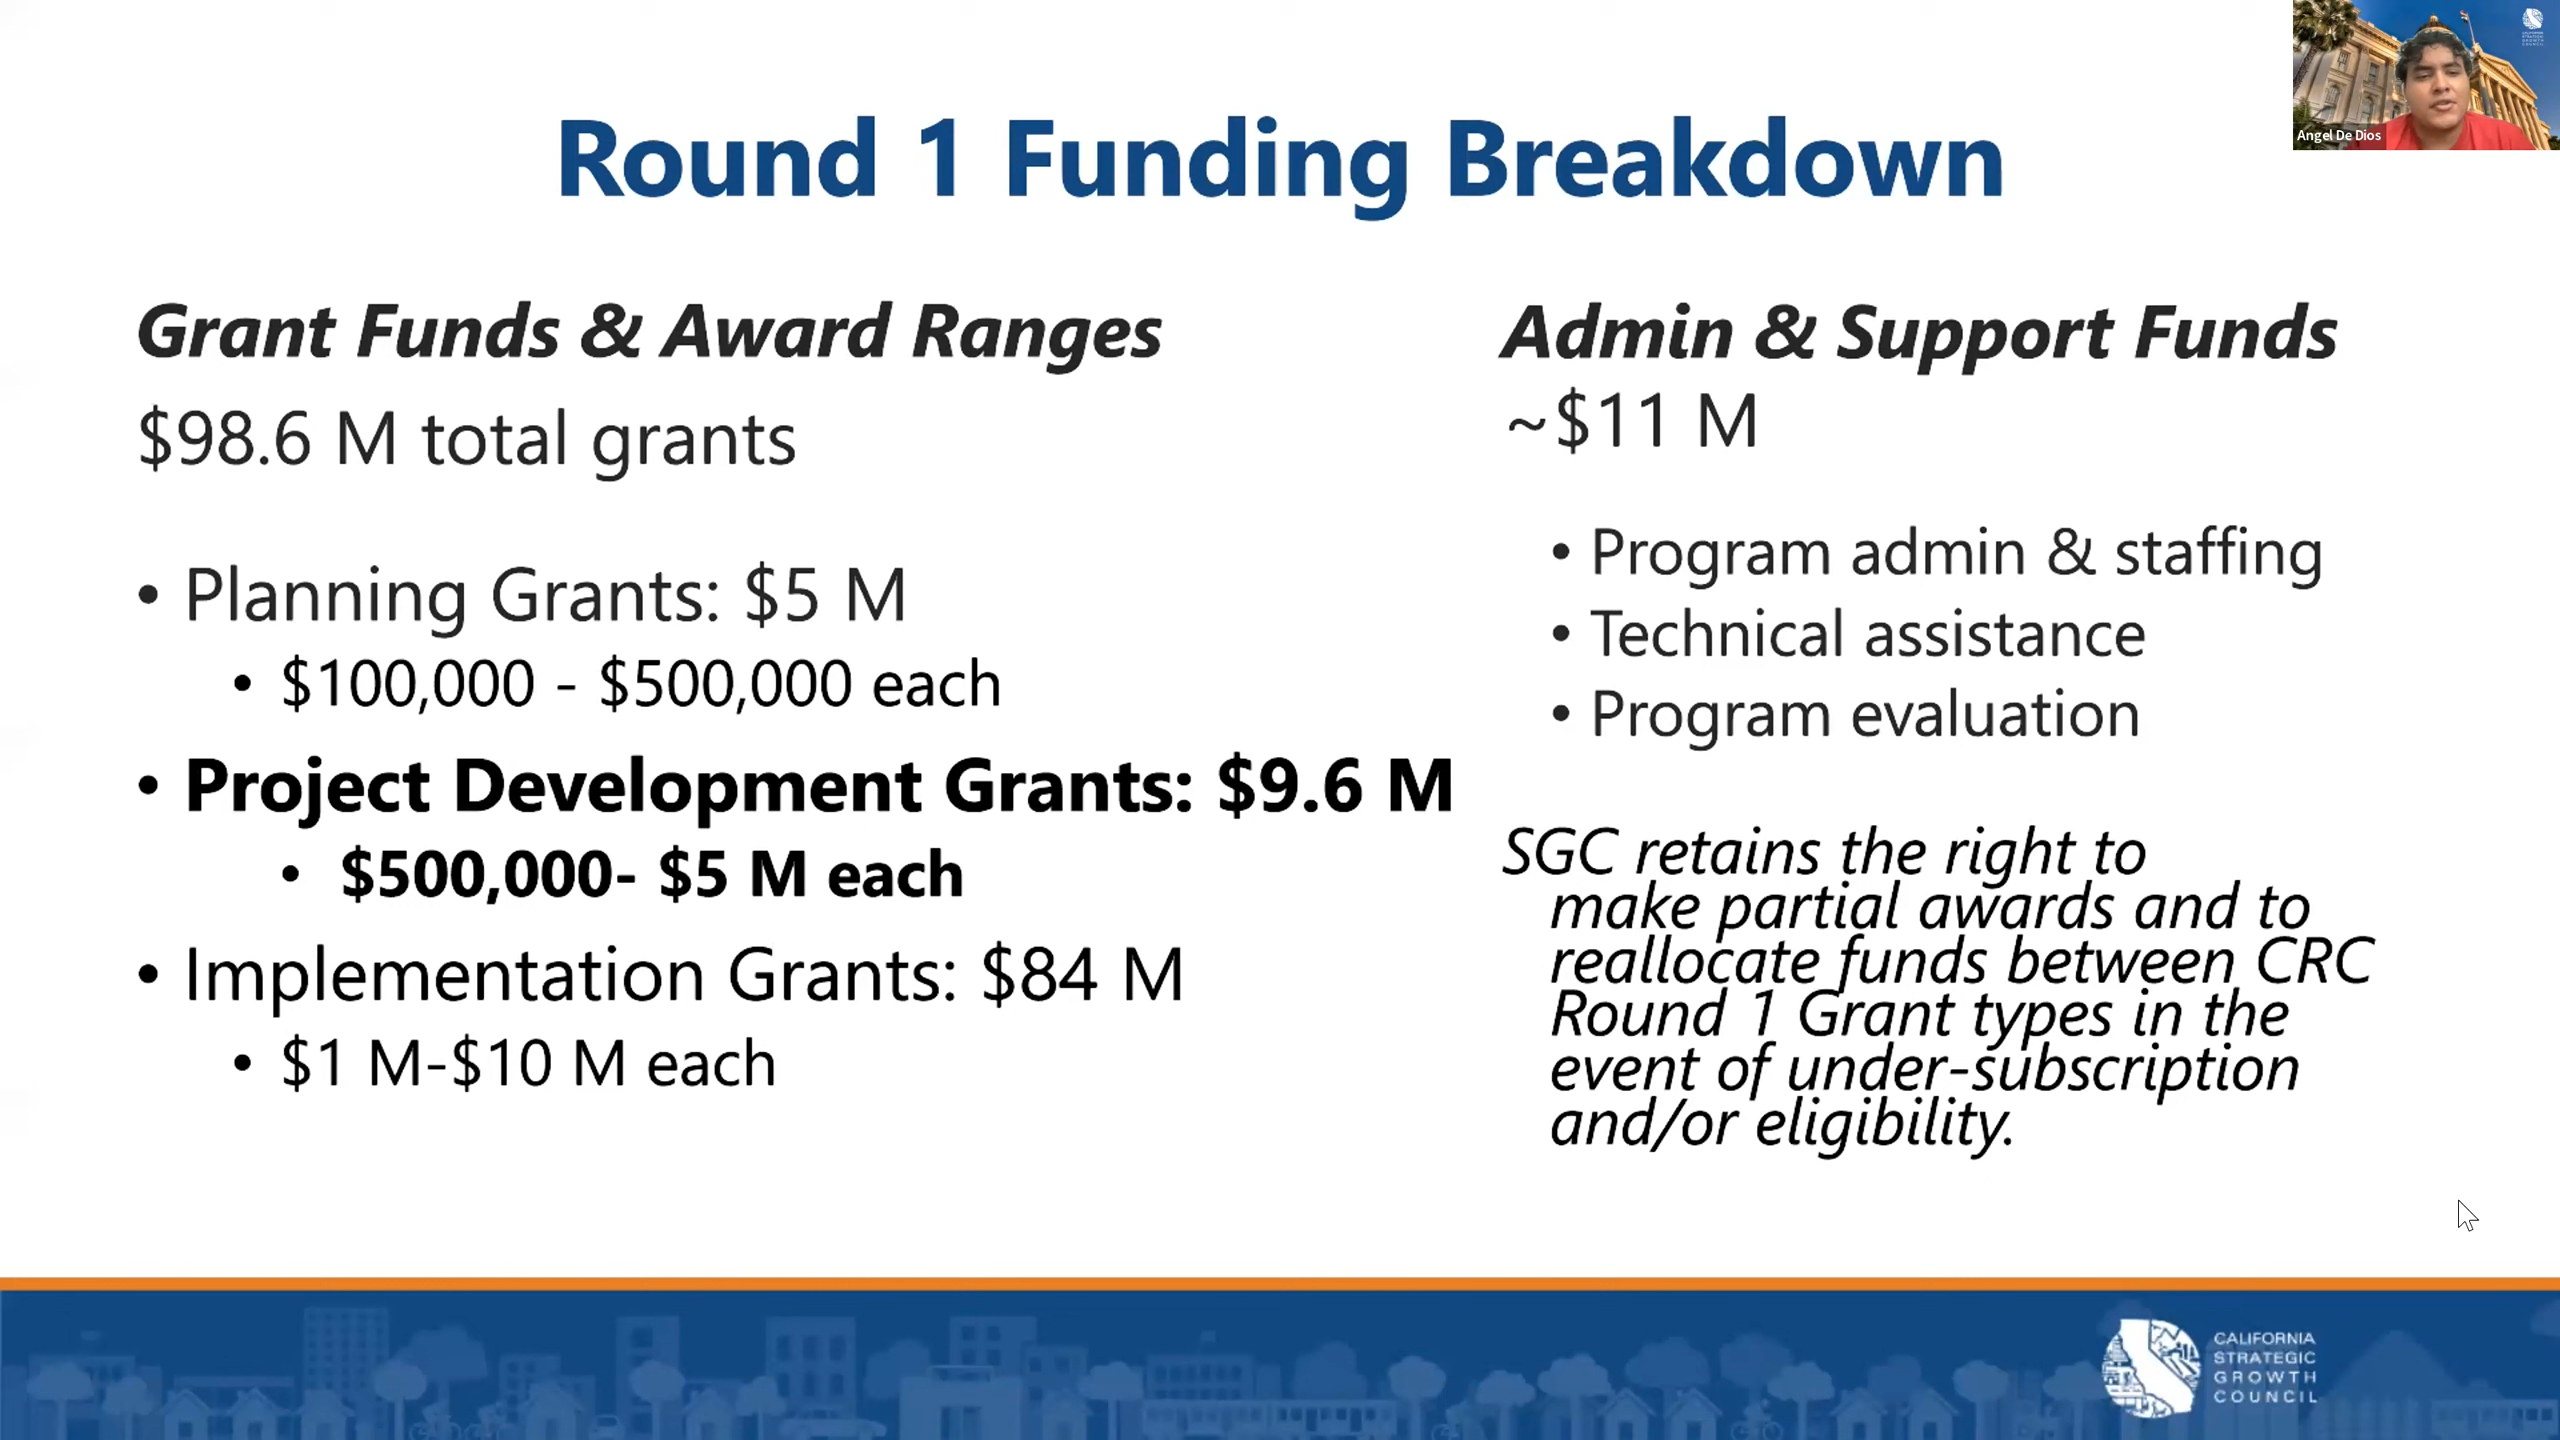 Round 1 Funding Breakdown
Angel De Dios
Grant Funds & Award Ranges
$98.6 M total grants
• Planning Grants: $5 M
• $100,000 - $500,000 each
• Project Development Grants: $9.6 M
• $500,000- $5 M each
• Implementation Grants: $84 M
• $1 M-$10 M each
Admin & Support Funds
~$11 M
• Program admin & staffing
• Technical assistance
• Program evaluation
SGC retains the right to
make partial awards and to
reallocate funds between CRC
Round 1 Grant types in the
event of under-subscription
and/or eligibility.
CALIFORNIA
STRATEGIC
GROWTH
COUNCIL